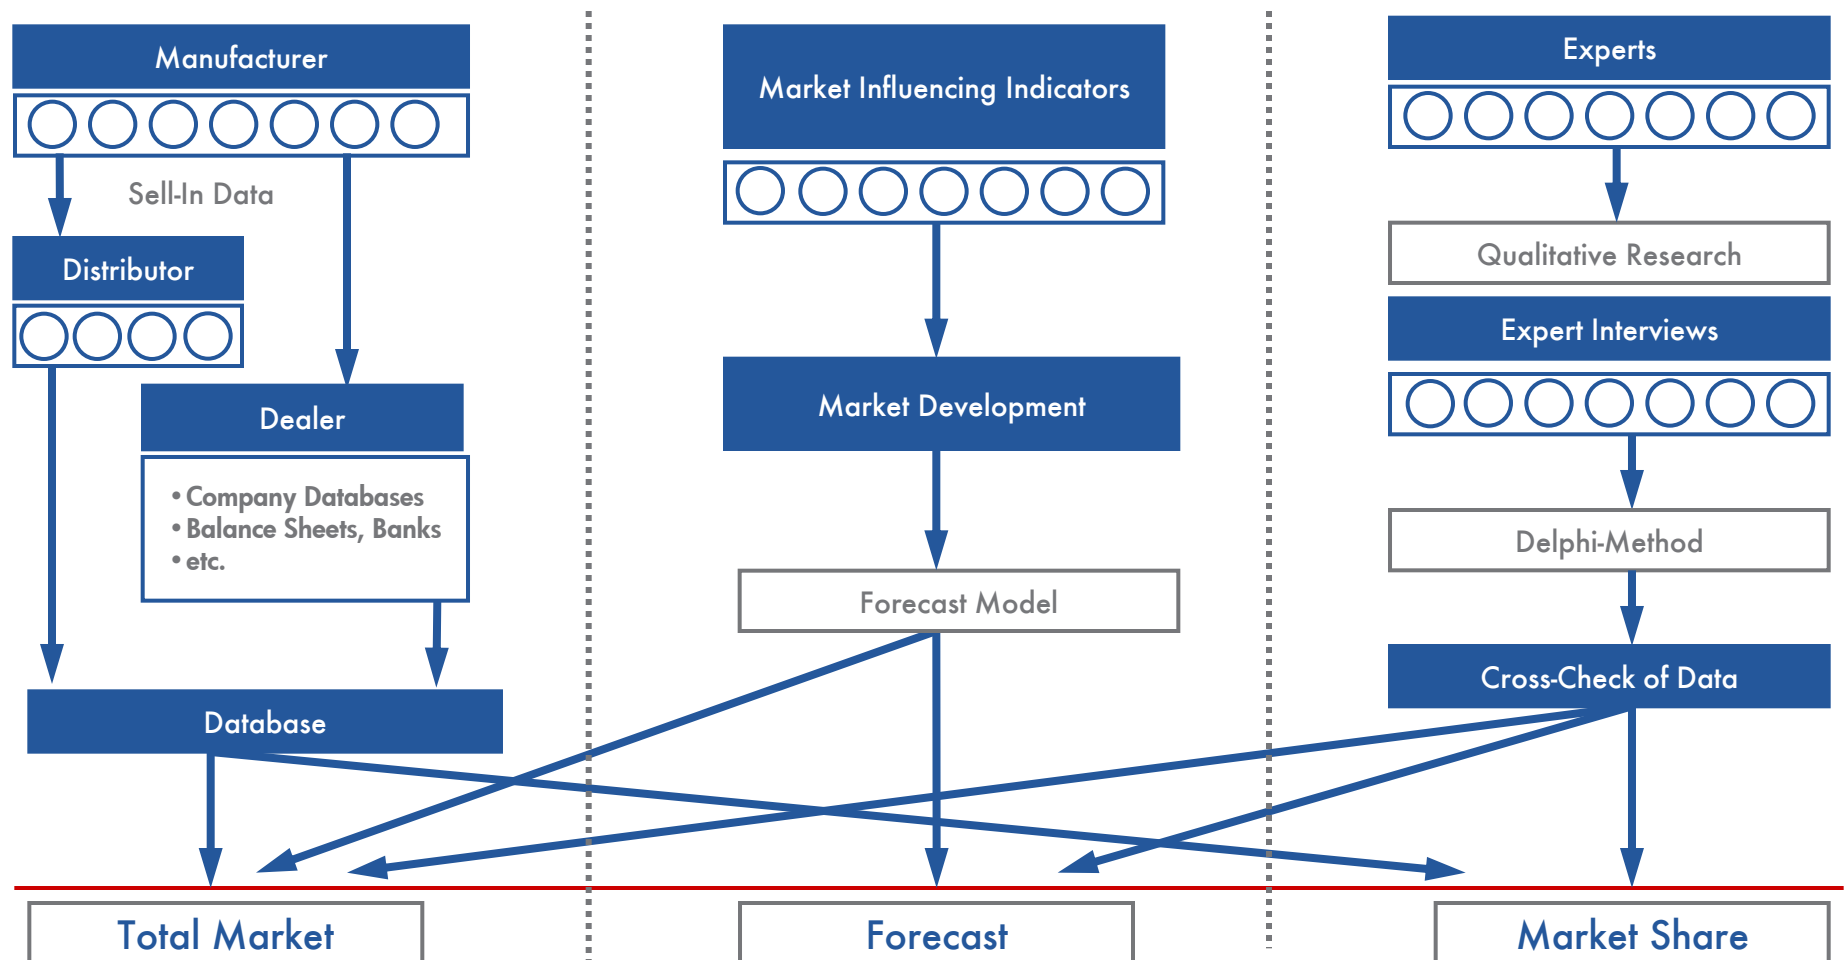 Manufacturer
Sell-In Data
Distributor
Dealer
• Company Databases
• Balance Sheets, Banks
• etc.
Database
Total Market
Market Influencing Indicators
Market Development
Forecast Model
Forecast
Experts
Qualitative Research
Expert Interviews
Delphi-Method
Cross-Check of Data
Market Share